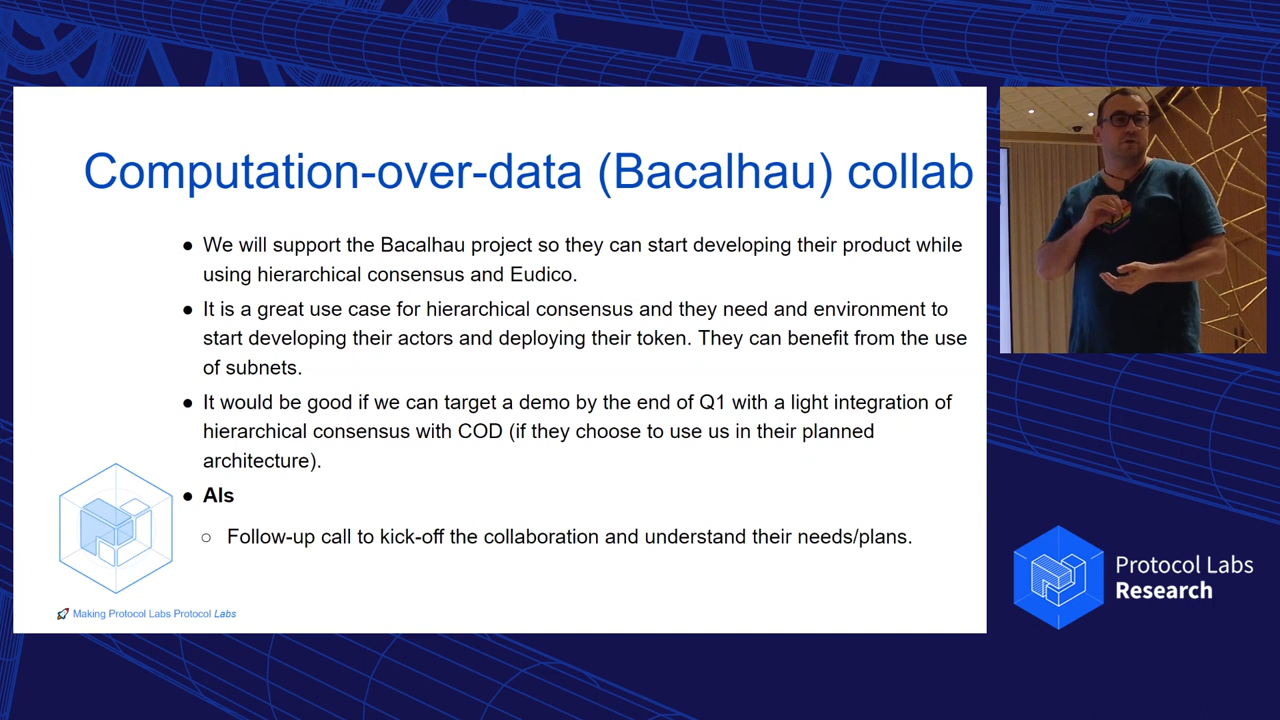 Computation-over-data (Bacalhau) collab
● We will support the Bacalhau project so they can start developing their product while
using hierarchical consensus and Eudico.
● It is a great use case for hierarchical consensus and they need and environment to
start developing their actors and deploying their token. They can benefit from the use
of subnets.
● It would be good if we can target a demo by the end of Q1 with a light integration of
hierarchical consensus with COD (if they choose to use us in their planned
architecture).
● AIs
○ Follow-up call to kick-off the collaboration and understand their needs/plans.
Making Protocol Labs Protocol Labs
Protocol Labs
Research